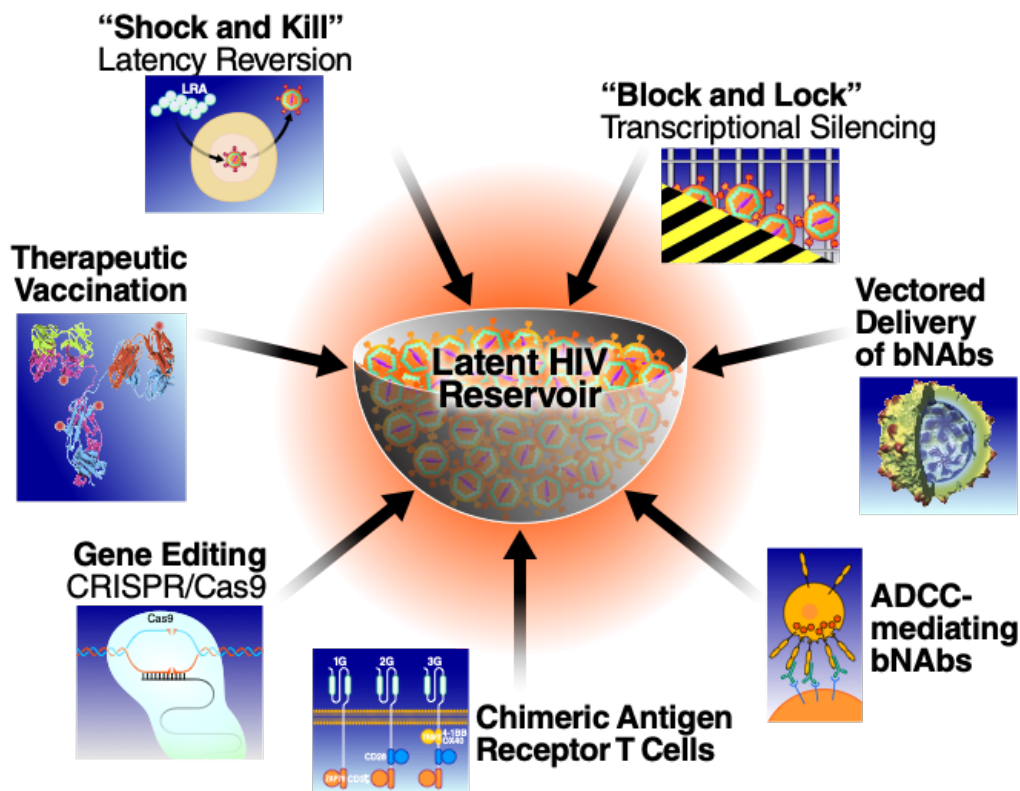 “Shock and Kill”
Latency Reversion
LRA
“Block and Lock”
Transcriptional Silencing
Therapeutic
Vaccination
Vectored
Delivery
of bNAbs
Latent HIV
Reservoir
Gene Editing
CRISPR/Cas9
Cas9
ADCC-
mediating
bNAbs
1G 2G 3G
4-1BB
OX40
CD28
ZAP70 CD3ζ
Chimeric Antigen
Receptor T Cells